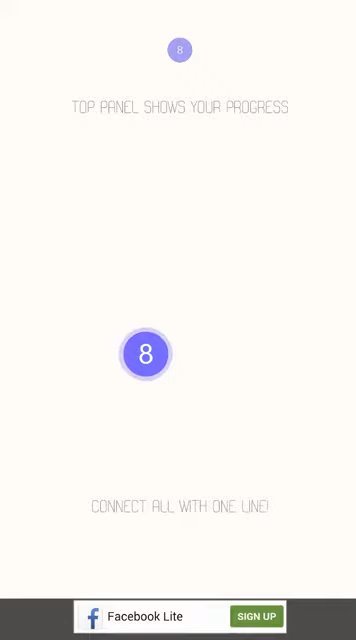 8
TOP PANEL SHOWS YOUR PROGRESS
8
CONNECT ALL WITH ONE LINE!
Facebook Lite
SIGN UP